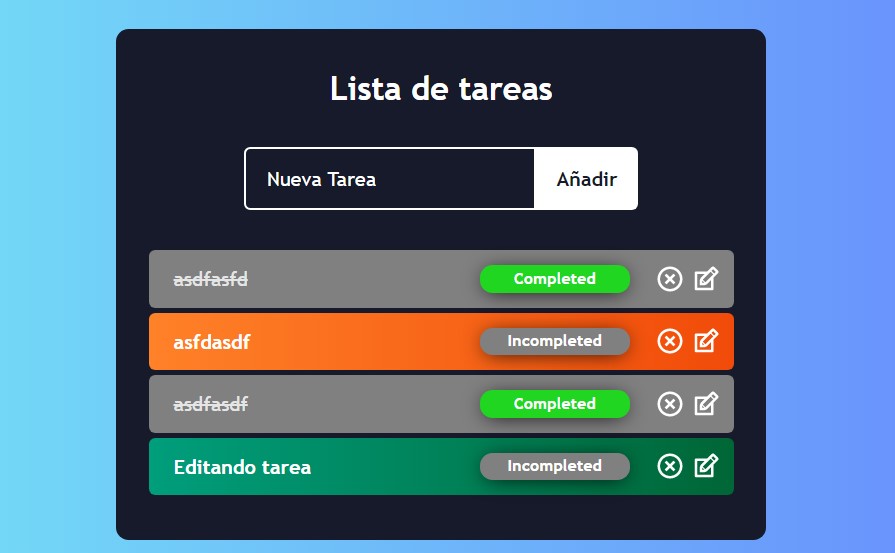 Lista de tareas
Nueva Tarea Añadir
asdfasfd Completed
asfdasdf Incompleted
asdfasdf Completed
Editando tarea Incompleted